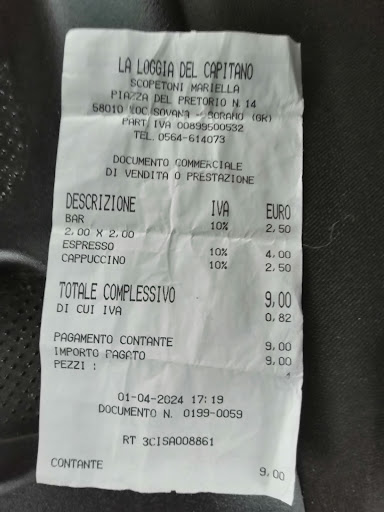 LA LOGGIA DEL CAPITANO
SCOPETONI MARIELLA
PIAZZA DEL PRETORIO N.14
58010 LOC.SOVANA - SORANO (GR)
PART.IVA 00899500532
TEL. 0564-614073
DOCUMENTO COMMERCIALE
DI VENDITA O PRESTAZIONE
DESCRIZIONE IVA EURO
BAR 10% 2,50
2,00 X 2,00
ESPRESSO 10% 4,00
CAPPUCCINO 10% 2,50
TOTALE COMPLESSIVO 9,00
DI CUI IVA 0,82
PAGAMENTO CONTANTE 9,00
IMPORTO PAGATO 9,00
PEZZI : 4
01-04-2024 17:19
DOCUMENTO N. 0199-0059
RT 3CISA008861
CONTANTE 9,00